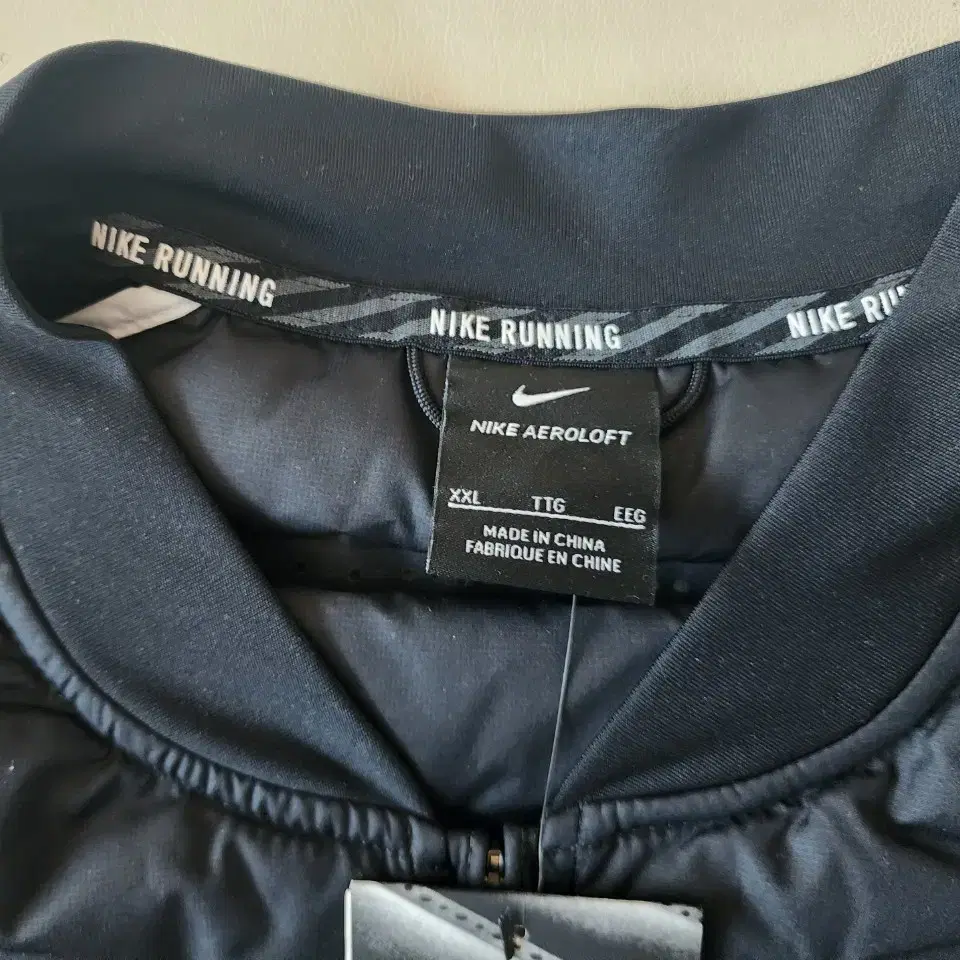 NIKE RUNNING
NIKE RUNNING
NIKE RU
NIKE AEROLOFT
XXL TTG EEG
MADE IN CHINA
FABRIQUE EN CHINE